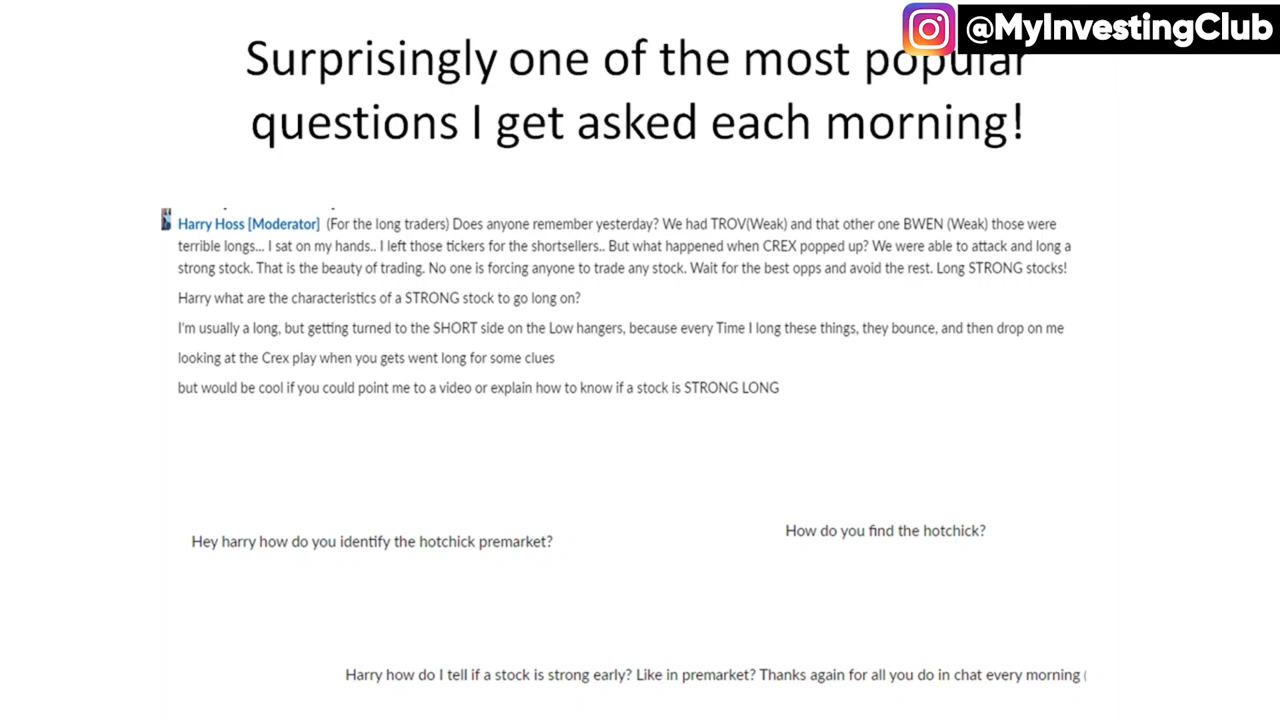 @MyInvestingClub
Surprisingly one of the most popular
questions I get asked each morning!
Harry Hoss [Moderator] (For the long traders) Does anyone remember yesterday? We had TROV(Weak) and that other one BWEN (Weak) those were
terrible longs... I sat on my hands.. I left those tickers for the shortsellers.. But what happened when CREX popped up? We were able to attack and long a
strong stock. That is the beauty of trading. No one is forcing anyone to trade any stock. Wait for the best opps and avoid the rest. Long STRONG stocks!
Harry what are the characteristics of a STRONG stock to go long on?
I'm usually a long, but getting turned to the SHORT side on the Low hangers, because every Time I long these things, they bounce, and then drop on me
looking at the Crex play when you gets went long for some clues
but would be cool if you could point me to a video or explain how to know if a stock is STRONG LONG
How do you find the hotchick?
Hey harry how do you identify the hotchick premarket?
Harry how do I tell if a stock is strong early? Like in premarket? Thanks again for all you do in chat every morning (